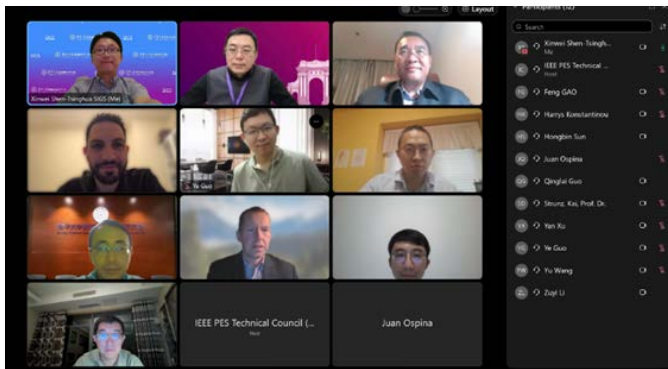 Layout
Participants (12)
Xinwei Shen-Tsinghua SIGS (Me)
Ye Guo
IEEE PES Technical Council (...
Host
Juan Ospina
Search
Xinwei Shen-Tsingh...
Me
IEEE PES Technical ...
Host
Feng GAO
Harrys Konstantinou
Hongbin Sun
Juan Ospina
Qinglai Guo
Strunz, Kai, Prof. Dr.
Yan Xu
Ye Guo
Yu Wang
Zuyi Li